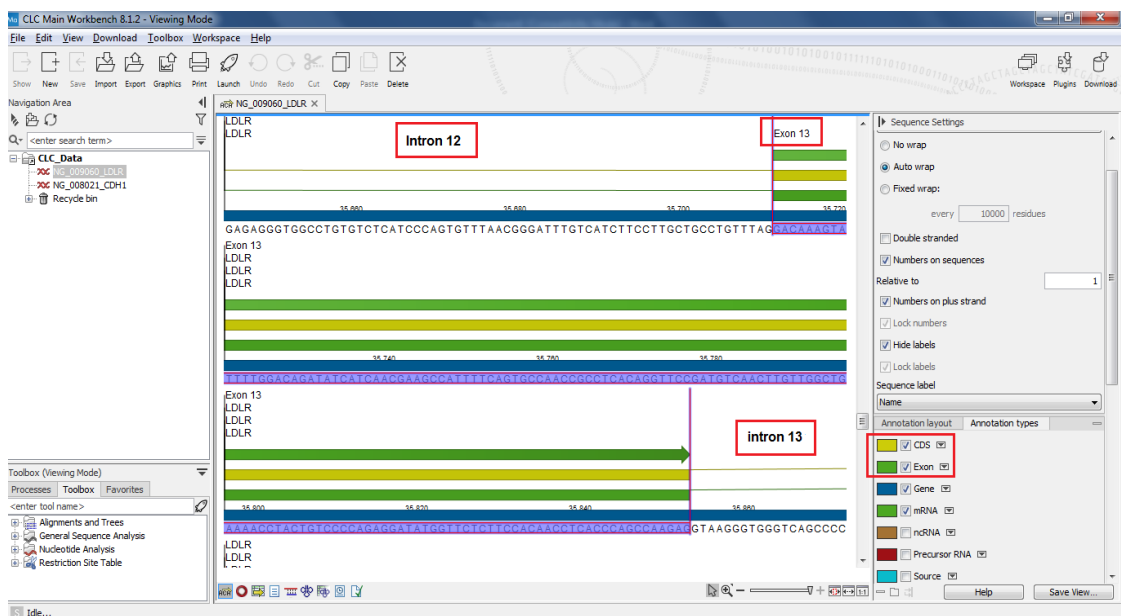 CLC Main Workbench 8.1.2 - Viewing Mode
File Edit View Download Toolbox Workspace Help
Show New Save Import Export Graphics Print Launch Undo Redo Cut Copy Paste Delete
Workspace Plugins Download
Navigation Area
NG_009060_LDLR
<enter search term>
CLC_Data
NG_009060_LDLR
NG_008021_CDH1
Recycle bin
Toolbox (Viewing Mode)
Processes Toolbox Favorites
<enter tool name>
Alignments and Trees
General Sequence Analysis
Nucleotide Analysis
Restriction Site Table
Idle...
LDLR
LDLR
Intron 12
Exon 13
35.660 35.680 35.700 35.720
GAGAGGGTGGCCTGTGTCTCATCCCAGTGTTTAACGGGATTTGTCATCTTCCTTGCTGCCTGTTTAGGACAAAGTA
Exon 13
LDLR
LDLR
LDLR
35.740 35.760 35.780
TTTTGGACAGATATCATCAACGAAGCCATTTTCAGTGCCAACCGCCTCACAGGTTCCGATGTCAACTTGTTGGCTG
Exon 13
LDLR
LDLR
LDLR
intron 13
35.800 35.820 35.840 35.860
AAAACCTACTGTCCCCAGAGGATATGGTTCTCTTCCACAACCTCACCCAGCCAAGAGGTAAGGGTGGGTCAGCCCC
LDLR
LDLR
Sequence Settings
No wrap
Auto wrap
Fixed wrap:
every 10000 residues
Double stranded
Numbers on sequences
Relative to 1
Numbers on plus strand
Lock numbers
Hide labels
Lock labels
Sequence label
Name
Annotation layout Annotation types
CDS
Exon
Gene
mRNA
ncRNA
Precursor RNA
Source
Help Save View...